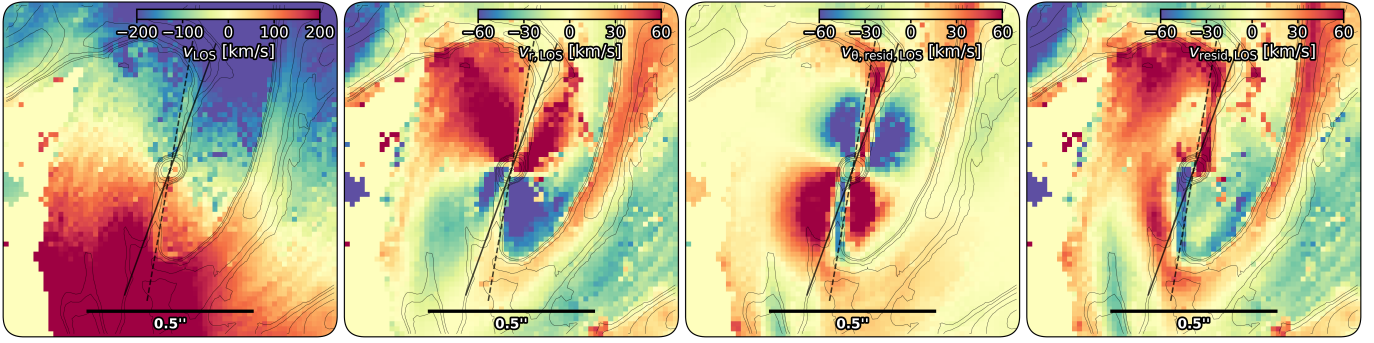 −200 −100 0 100 200
v_LOS [km/s]
0.5''
−60 −30 0 30 60
v_r,LOS [km/s]
0.5''
−60 −30 0 30 60
v_θ,resid,LOS [km/s]
0.5''
−60 −30 0 30 60
v_resid,LOS [km/s]
0.5''